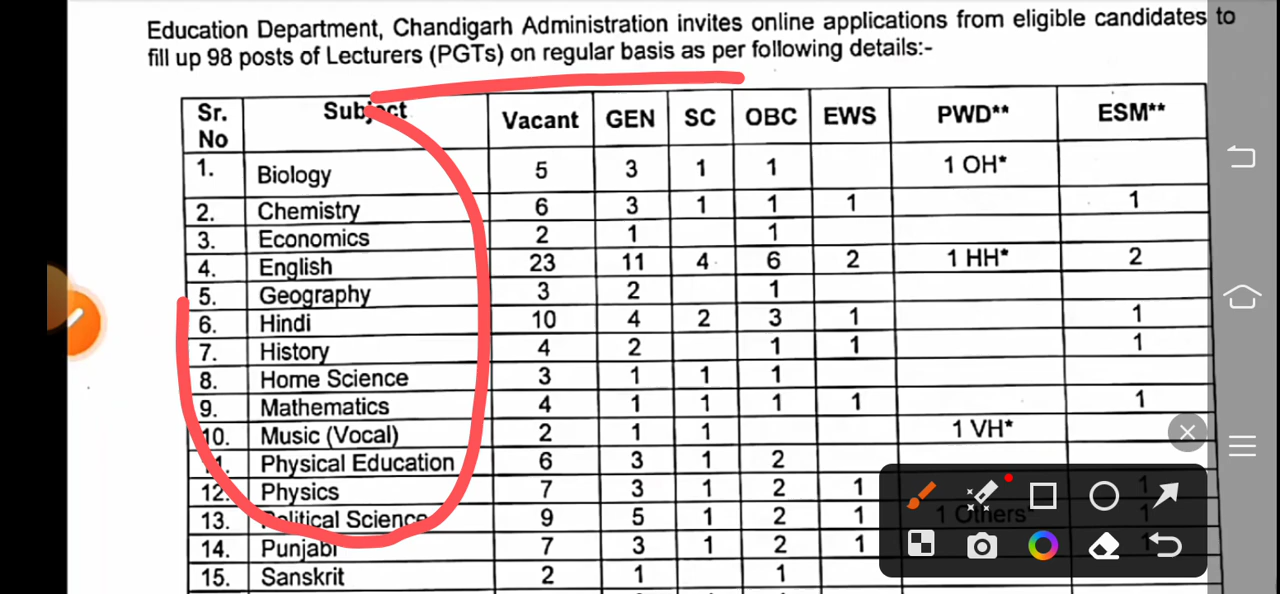 Education Department, Chandigarh Administration invites online applications from eligible candidates to
fill up 98 posts of Lecturers (PGTs) on regular basis as per following details:-
Sr. No Subject Vacant GEN SC OBC EWS PWD** ESM**
1. Biology 5 3 1 1 1 OH*
2. Chemistry 6 3 1 1 1 1
3. Economics 2 1 1
4. English 23 11 4 6 2 1 HH* 2
5. Geography 3 2 1
6. Hindi 10 4 2 3 1 1
7. History 4 2 1 1 1
8. Home Science 3 1 1 1
9. Mathematics 4 1 1 1 1 1
10. Music (Vocal) 2 1 1 1 VH*
11. Physical Education 6 3 1 2
12. Physics 7 3 1 2 1 1
13. Political Science 9 5 1 2 1 1 Others 1
14. Punjabi 7 3 1 2 1 1
15. Sanskrit 2 1 1